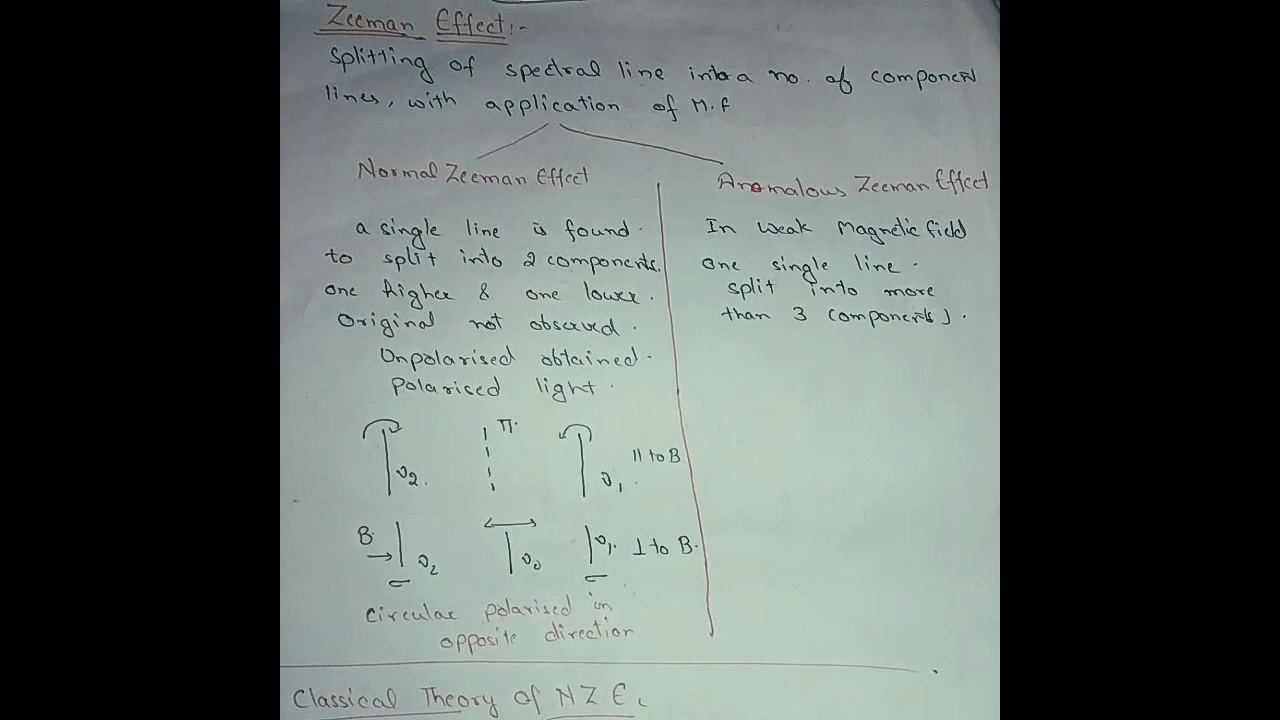 Zeeman Effect:-
Splitting of spectral line into a no. of component
lines, with application of M.F
Normal Zeeman Effect
a single line is found.
to split into 2 components.
one higher & one lower.
Original not observed.
Unpolarised obtained.
polarised light.
π.
ν2.
ν1.
11 to B
B.
ν2
ν0
ν1.
⊥ to B.
circular polarised in
opposite direction
Anomalous Zeeman Effect
In weak Magnetic field
one single line.
split into more
than 3 components).
Classical Theory of NZE.